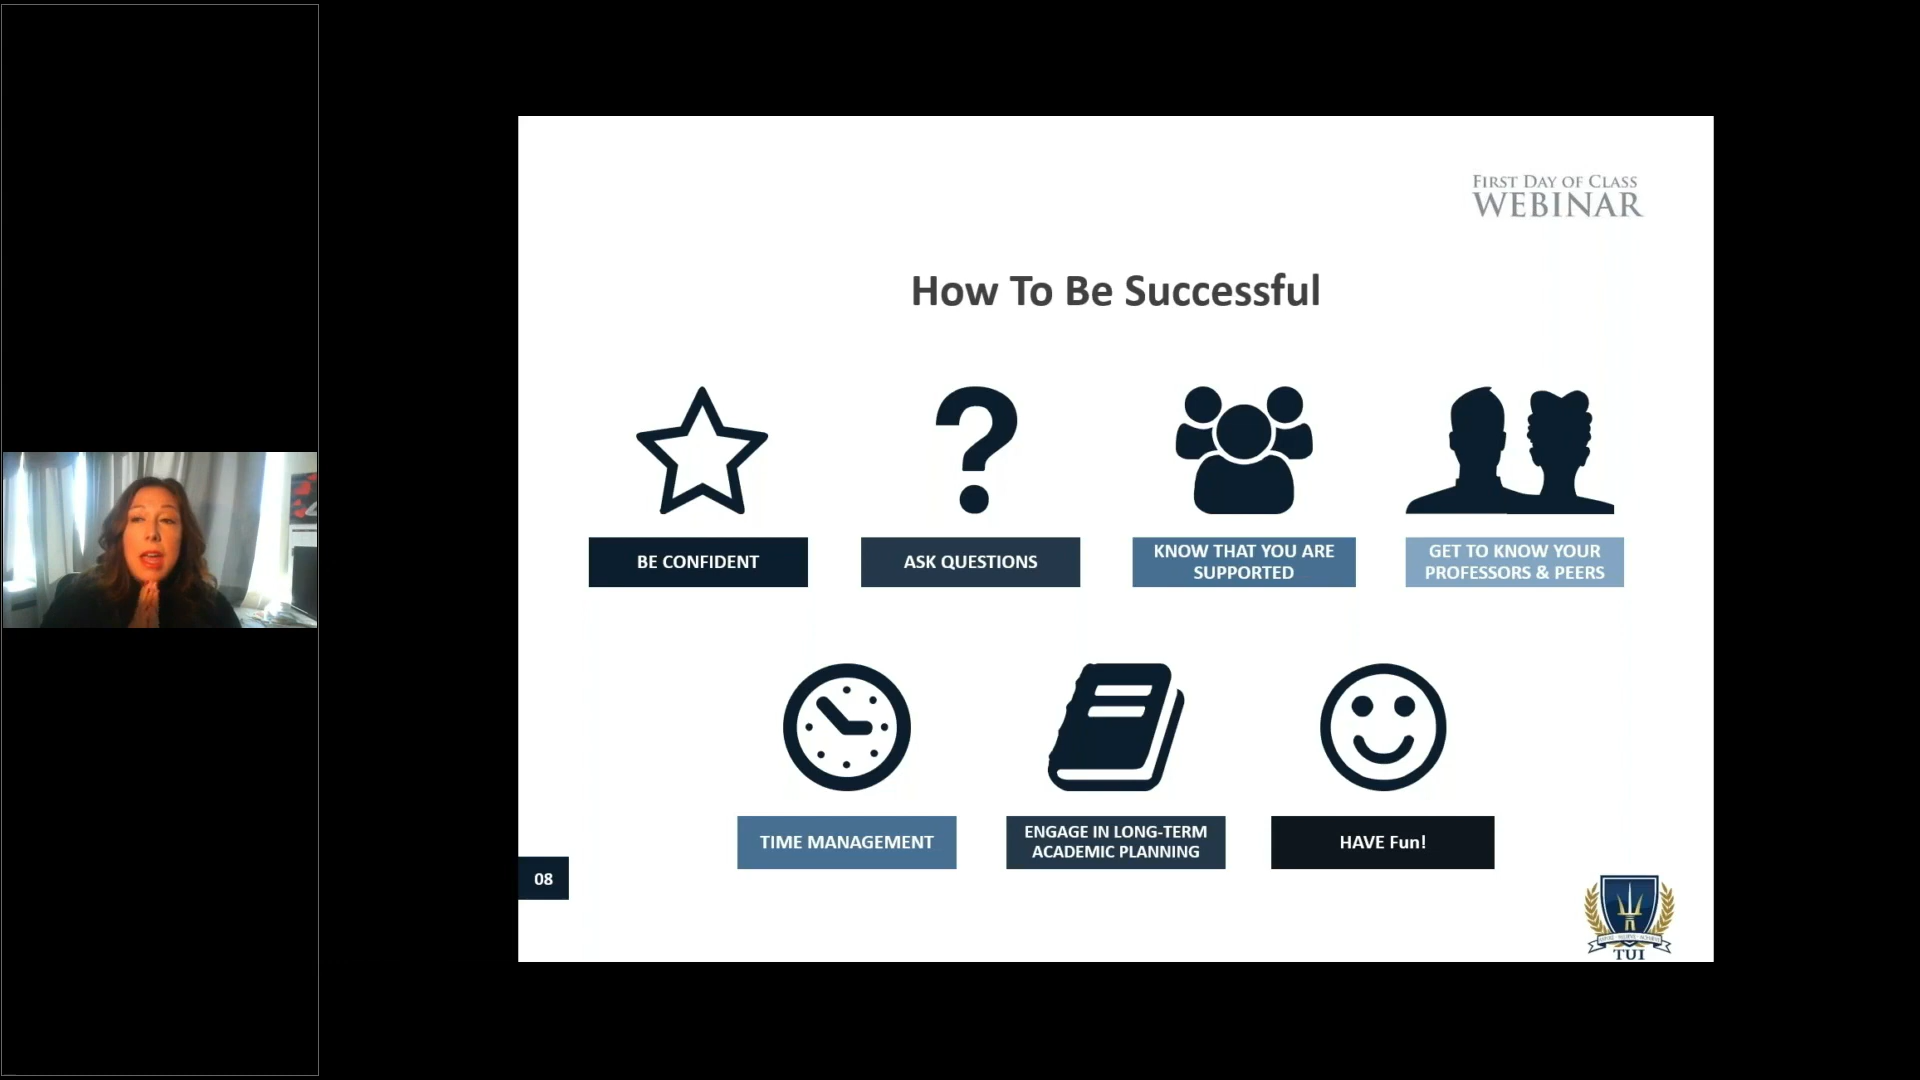 FIRST DAY OF CLASS
WEBINAR
How To Be Successful
BE CONFIDENT
ASK QUESTIONS
KNOW THAT YOU ARE
SUPPORTED
GET TO KNOW YOUR
PROFESSORS & PEERS
TIME MANAGEMENT
ENGAGE IN LONG-TERM
ACADEMIC PLANNING
HAVE Fun!
08
TUI